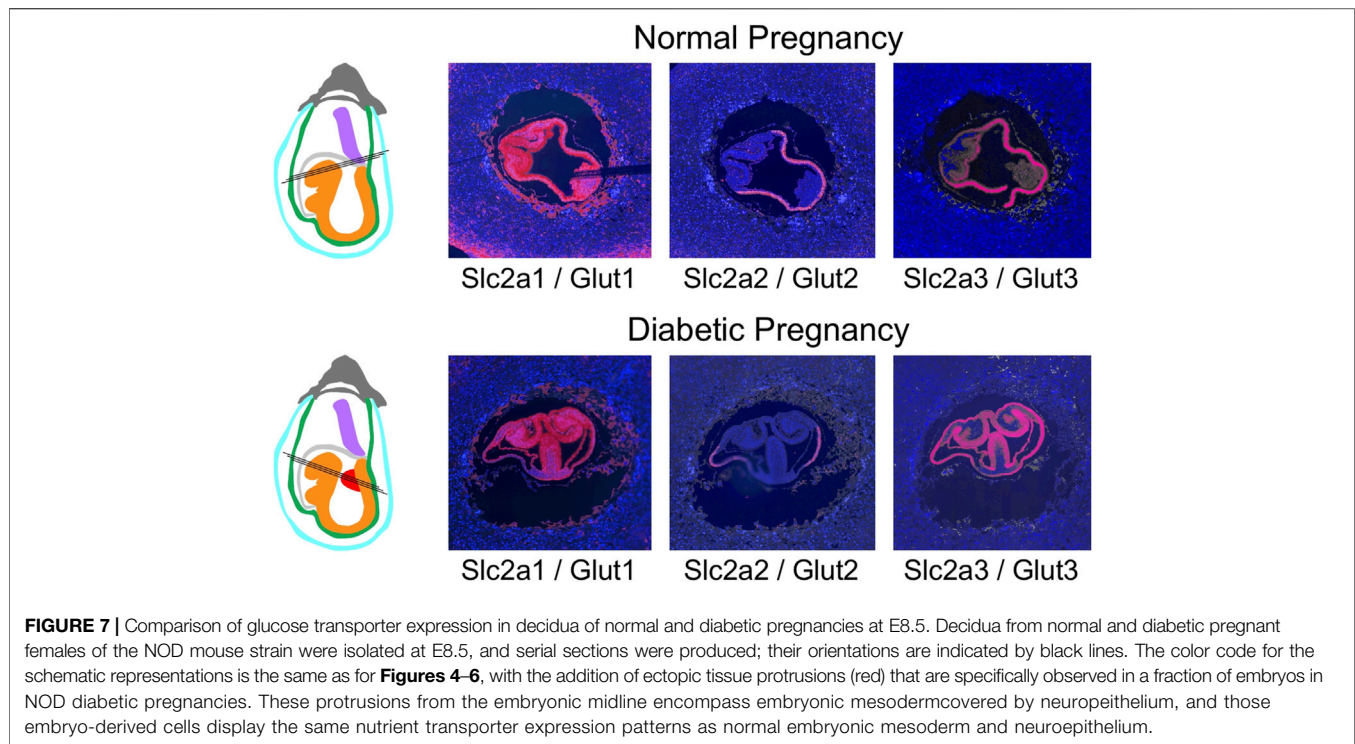 Normal Pregnancy
Slc2a1 / Glut1 Slc2a2 / Glut2 Slc2a3 / Glut3
Diabetic Pregnancy
Slc2a1 / Glut1 Slc2a2 / Glut2 Slc2a3 / Glut3
FIGURE 7 | Comparison of glucose transporter expression in decidua of normal and diabetic pregnancies at E8.5. Decidua from normal and diabetic pregnant
females of the NOD mouse strain were isolated at E8.5, and serial sections were produced; their orientations are indicated by black lines. The color code for the
schematic representations is the same as for Figures 4–6, with the addition of ectopic tissue protrusions (red) that are specifically observed in a fraction of embryos in
NOD diabetic pregnancies. These protrusions from the embryonic midline encompass embryonic mesodermcovered by neuropeithelium, and those
embryo-derived cells display the same nutrient transporter expression patterns as normal embryonic mesoderm and neuroepithelium.